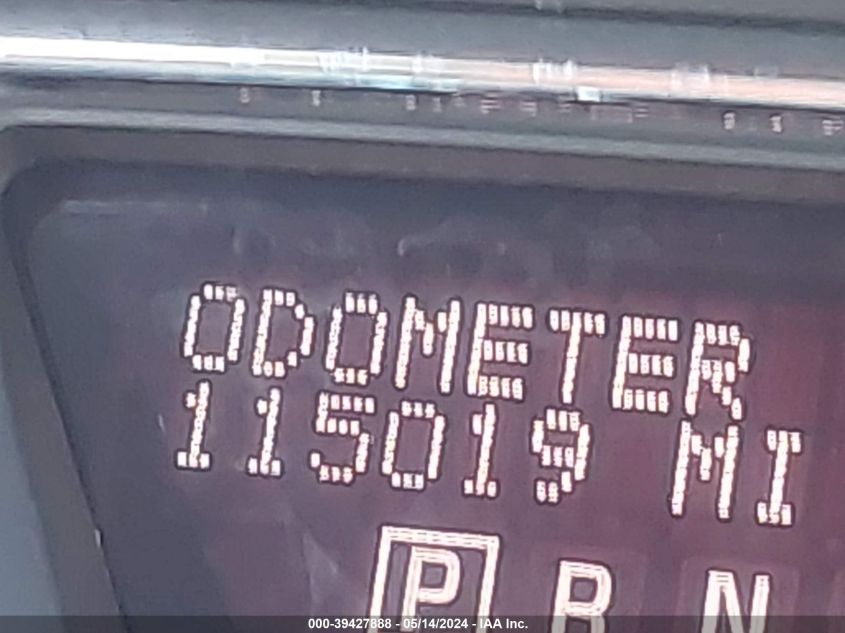 ODOMETER
115019 MI
P R N
000-39427888 - 05/14/2024 - IAA Inc.